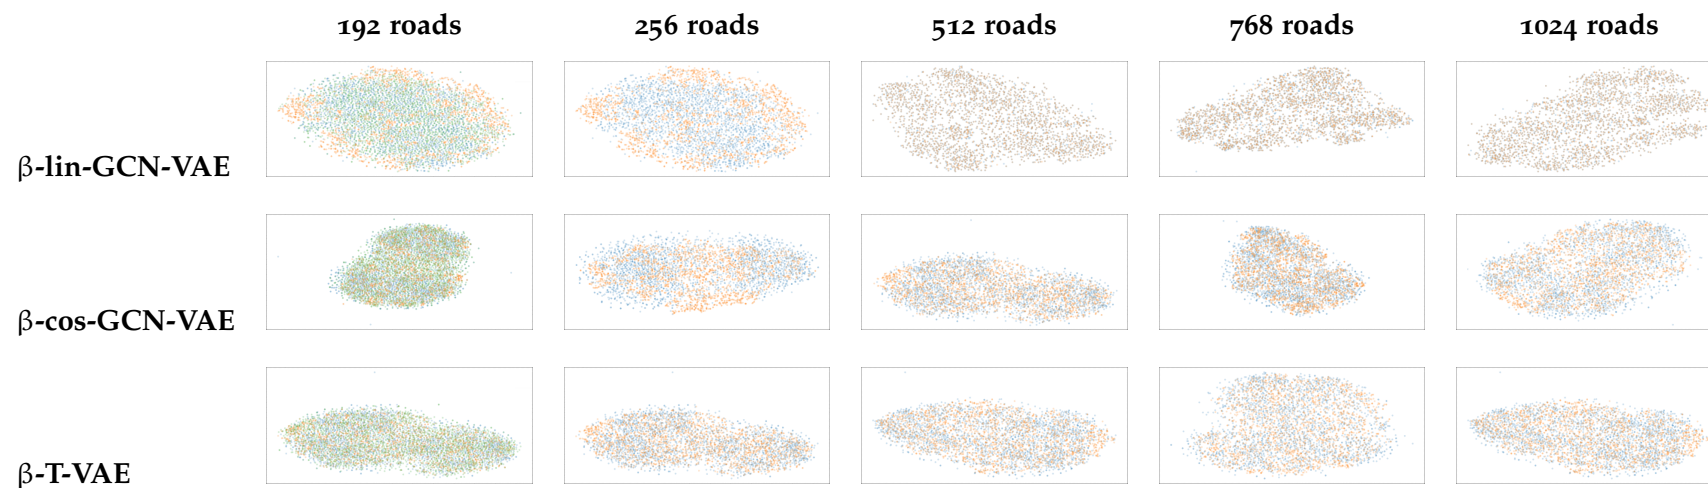 192 roads 256 roads 512 roads 768 roads 1024 roads
β-lin-GCN-VAE
β-cos-GCN-VAE
β-T-VAE